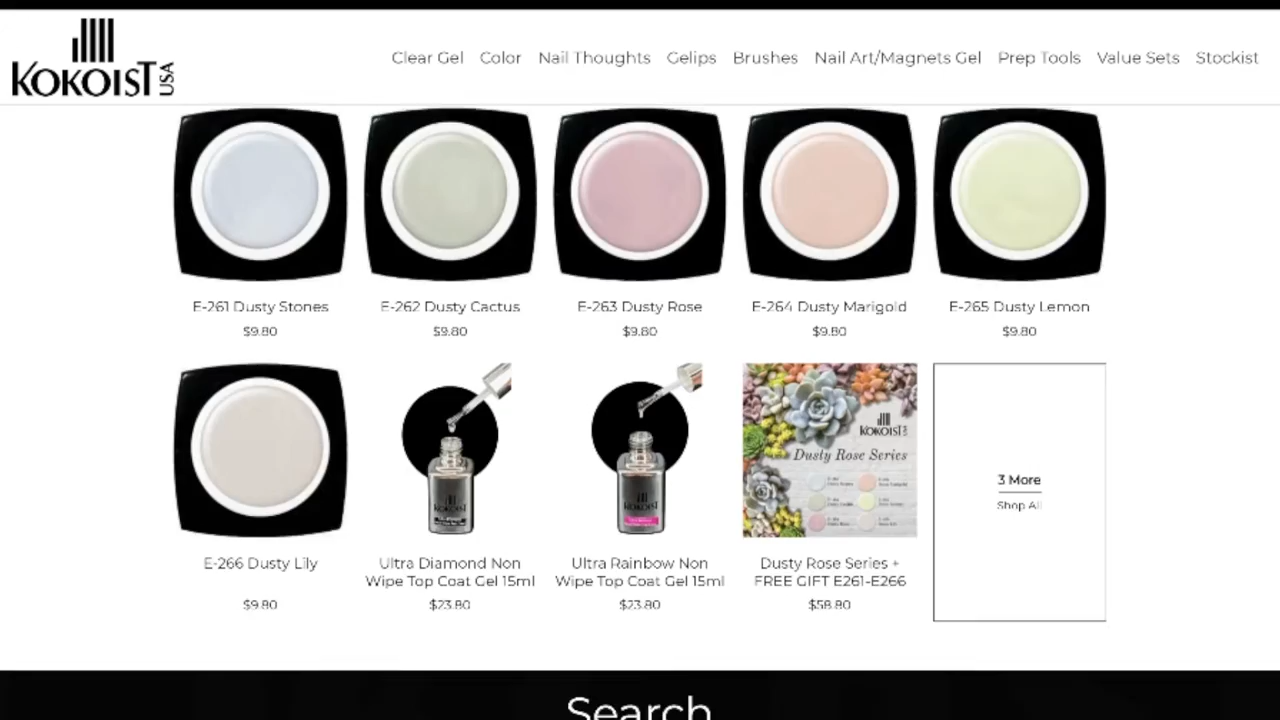 KOKOIST USA
Clear Gel Color Nail Thoughts Gelips Brushes Nail Art/Magnets Gel Prep Tools Value Sets Stockist
E-261 Dusty Stones
$9.80
E-262 Dusty Cactus
$9.80
E-263 Dusty Rose
$9.80
E-264 Dusty Marigold
$9.80
E-265 Dusty Lemon
$9.80
E-266 Dusty Lily
$9.80
KOKOIST
Ultra Diamond Non
Wipe Top Coat Gel 15ml
$23.80
KOKOIST
Ultra Rainbow Non
Wipe Top Coat Gel 15ml
$23.80
KOKOIST
Dusty Rose Series
Dusty Rose Series +
FREE GIFT E261-E266
$58.80
3 More
Shop All
Search